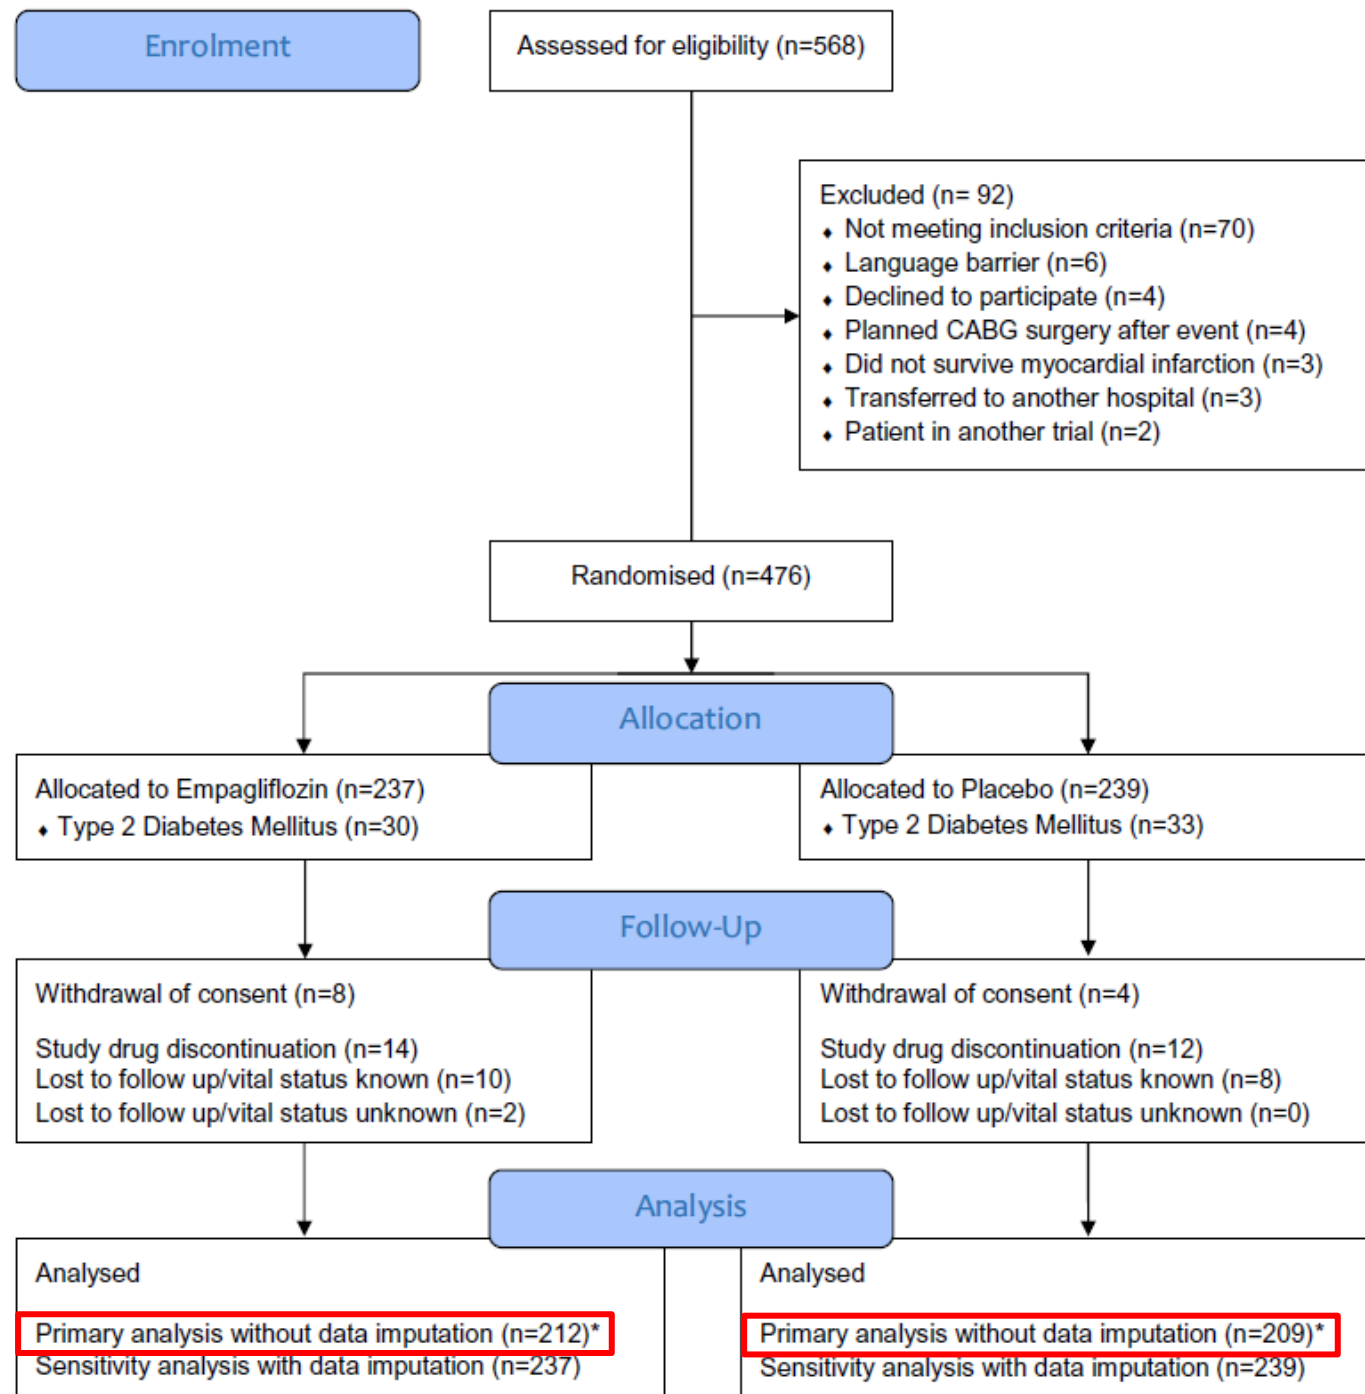 Enrolment
Assessed for eligibility (n=568)
Excluded (n= 92)
♦ Not meeting inclusion criteria (n=70)
♦ Language barrier (n=6)
♦ Declined to participate (n=4)
♦ Planned CABG surgery after event (n=4)
♦ Did not survive myocardial infarction (n=3)
♦ Transferred to another hospital (n=3)
♦ Patient in another trial (n=2)
Randomised (n=476)
Allocation
Allocated to Empagliflozin (n=237)
♦ Type 2 Diabetes Mellitus (n=30)
Allocated to Placebo (n=239)
♦ Type 2 Diabetes Mellitus (n=33)
Follow-Up
Withdrawal of consent (n=8)
Study drug discontinuation (n=14)
Lost to follow up/vital status known (n=10)
Lost to follow up/vital status unknown (n=2)
Withdrawal of consent (n=4)
Study drug discontinuation (n=12)
Lost to follow up/vital status known (n=8)
Lost to follow up/vital status unknown (n=0)
Analysis
Analysed
Primary analysis without data imputation (n=212)*
Sensitivity analysis with data imputation (n=237)
Analysed
Primary analysis without data imputation (n=209)*
Sensitivity analysis with data imputation (n=239)